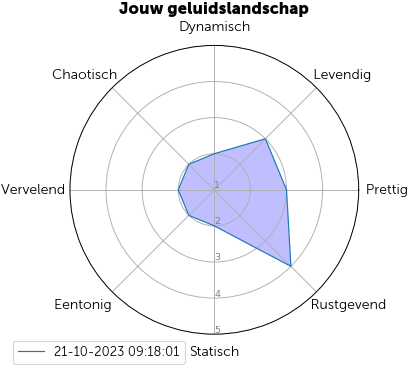 Jouw geluidslandschap
Dynamisch
Chaotisch
Levendig
Vervelend
Prettig
1
2
3
4
5
Eentonig
Rustgevend
21-10-2023 09:18:01
Statisch